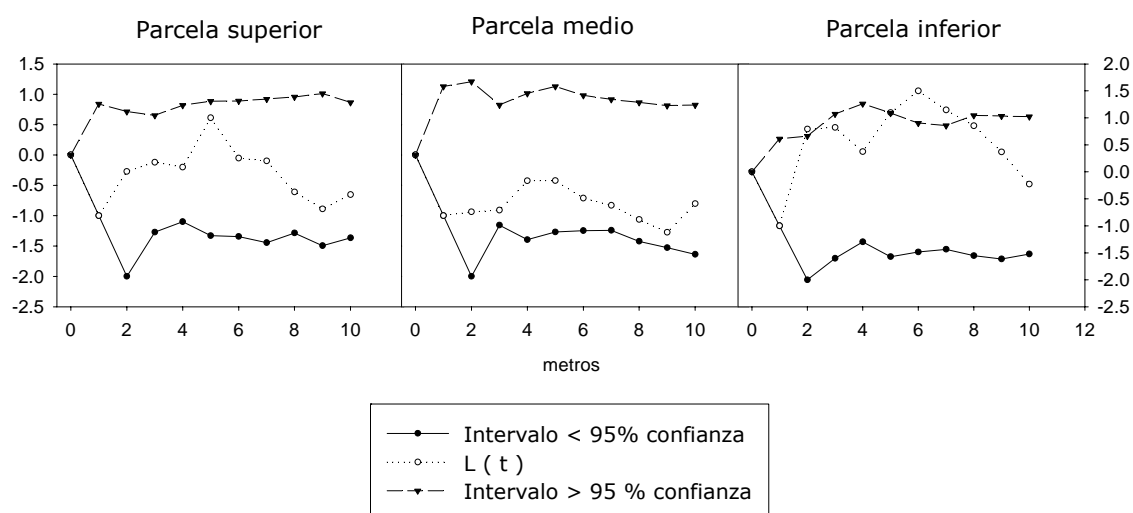 Parcela superior
Parcela medio
Parcela inferior
1.5
1.0
0.5
0.0
-0.5
-1.0
-1.5
-2.0
-2.5
2.0
1.5
1.0
0.5
0.0
-0.5
-1.0
-1.5
-2.0
-2.5
0 2 4 6 8 10
0 2 4 6 8 10
0 2 4 6 8 10 12
metros
Intervalo < 95% confianza
L ( t )
Intervalo > 95 % confianza